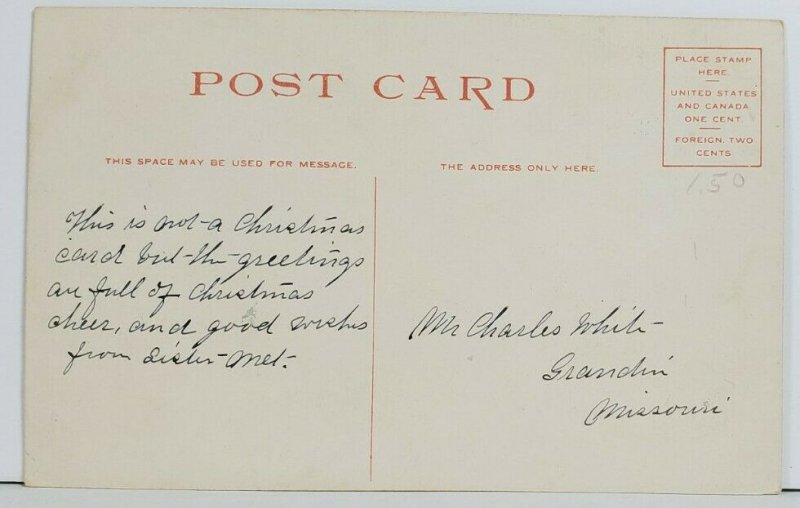 POST CARD
PLACE STAMP
HERE.
UNITED STATES
AND CANADA
ONE CENT.
FOREIGN, TWO
CENTS
1.50
THIS SPACE MAY BE USED FOR MESSAGE.
THE ADDRESS ONLY HERE.
This is not a Christmas
card but the greetings
are full of Christmas
cheer, and good wishes
from Sister Met.
Mr Charles White
Grandin
Missouri